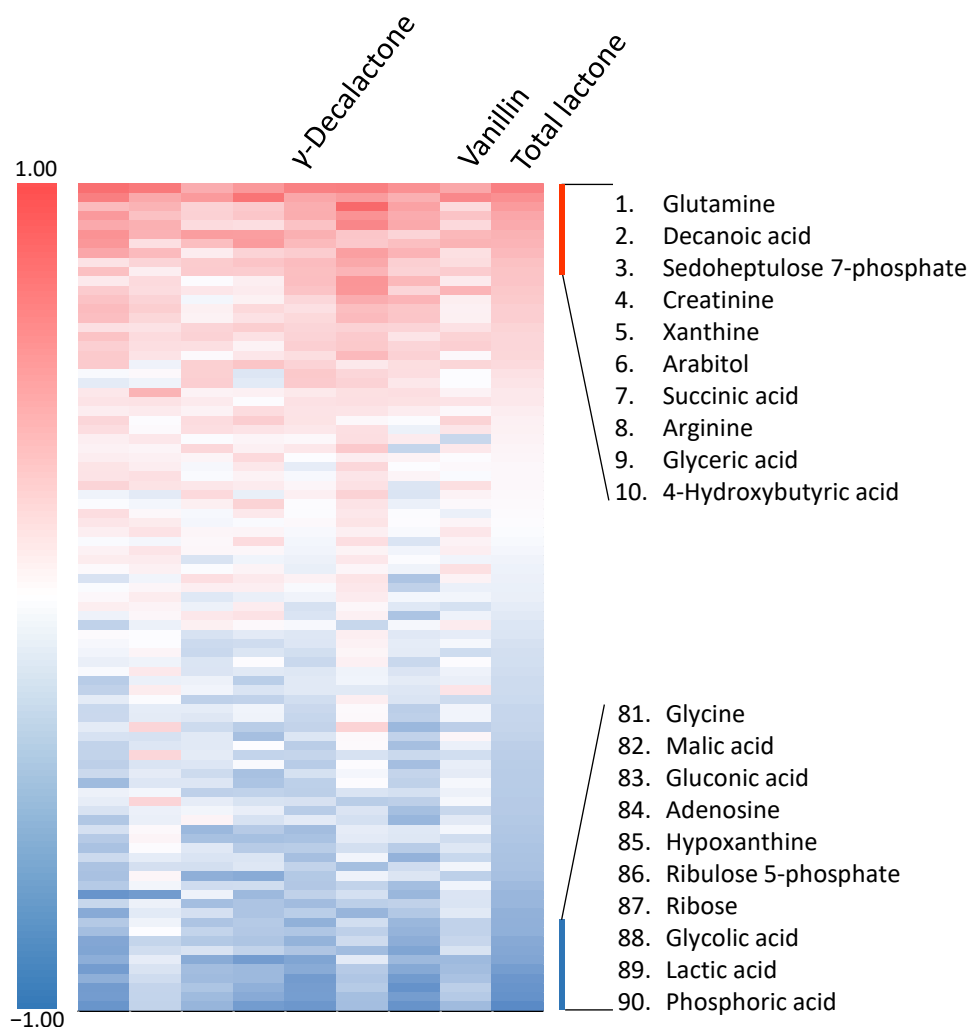 γ-Decalactone
Vanillin
Total lactone
1.00
−1.00
1. Glutamine
2. Decanoic acid
3. Sedoheptulose 7-phosphate
4. Creatinine
5. Xanthine
6. Arabitol
7. Succinic acid
8. Arginine
9. Glyceric acid
10. 4-Hydroxybutyric acid
81. Glycine
82. Malic acid
83. Gluconic acid
84. Adenosine
85. Hypoxanthine
86. Ribulose 5-phosphate
87. Ribose
88. Glycolic acid
89. Lactic acid
90. Phosphoric acid